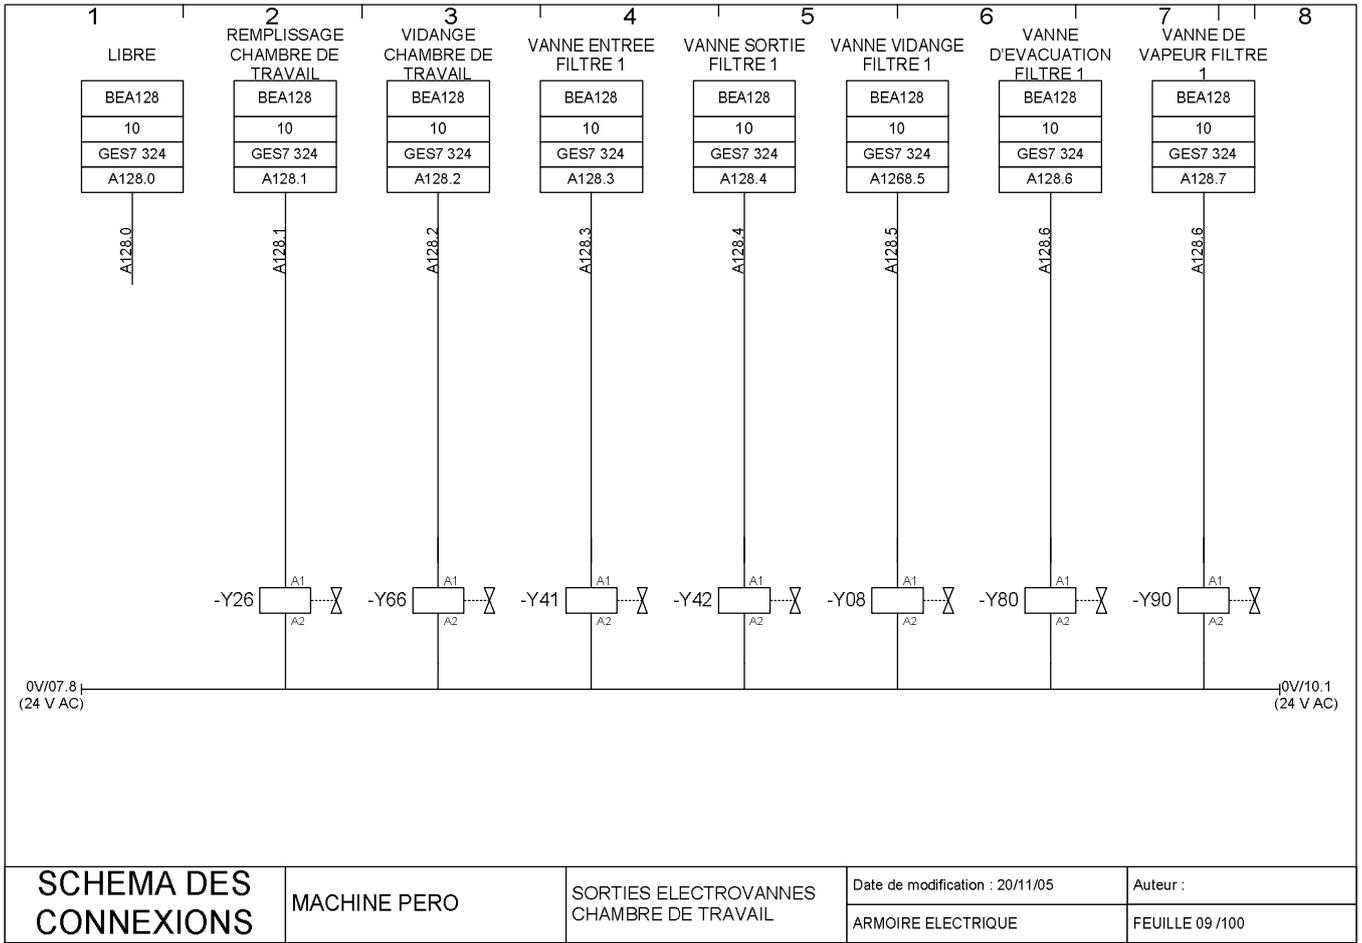 1 2 3 4 5 6 7 8
LIBRE
REMPLISSAGE
CHAMBRE DE
TRAVAIL
VIDANGE
CHAMBRE DE
TRAVAIL
VANNE ENTREE
FILTRE 1
VANNE SORTIE
FILTRE 1
VANNE VIDANGE
FILTRE 1
VANNE
D'EVACUATION
FILTRE 1
VANNE DE
VAPEUR FILTRE
1
BEA128 BEA128 BEA128 BEA128 BEA128 BEA128 BEA128 BEA128
10 10 10 10 10 10 10 10
GES7 324 GES7 324 GES7 324 GES7 324 GES7 324 GES7 324 GES7 324 GES7 324
A128.0 A128.1 A128.2 A128.3 A128.4 A1268.5 A128.6 A128.7
A128.0 A128.1 A128.2 A128.3 A128.4 A128.5 A128.6 A128.6
A1 A1 A1 A1 A1 A1 A1
-Y26 -Y66 -Y41 -Y42 -Y08 -Y80 -Y90
A2 A2 A2 A2 A2 A2 A2
0V/07.8 0V/10.1
(24 V AC) (24 V AC)
SCHEMA DES
CONNEXIONS
MACHINE PERO
SORTIES ELECTROVANNES
CHAMBRE DE TRAVAIL
Date de modification : 20/11/05
ARMOIRE ELECTRIQUE
Auteur :
FEUILLE 09 /100